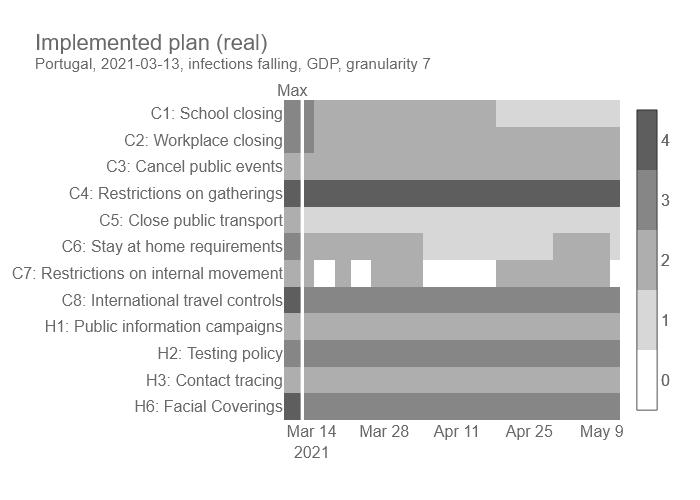 Implemented plan (real)
Portugal, 2021-03-13, infections falling, GDP, granularity 7
Max
C1: School closing
C2: Workplace closing
C3: Cancel public events
C4: Restrictions on gatherings
C5: Close public transport
C6: Stay at home requirements
C7: Restrictions on internal movement
C8: International travel controls
H1: Public information campaigns
H2: Testing policy
H3: Contact tracing
H6: Facial Coverings
4
3
2
1
0
Mar 14 Mar 28 Apr 11 Apr 25 May 9
2021